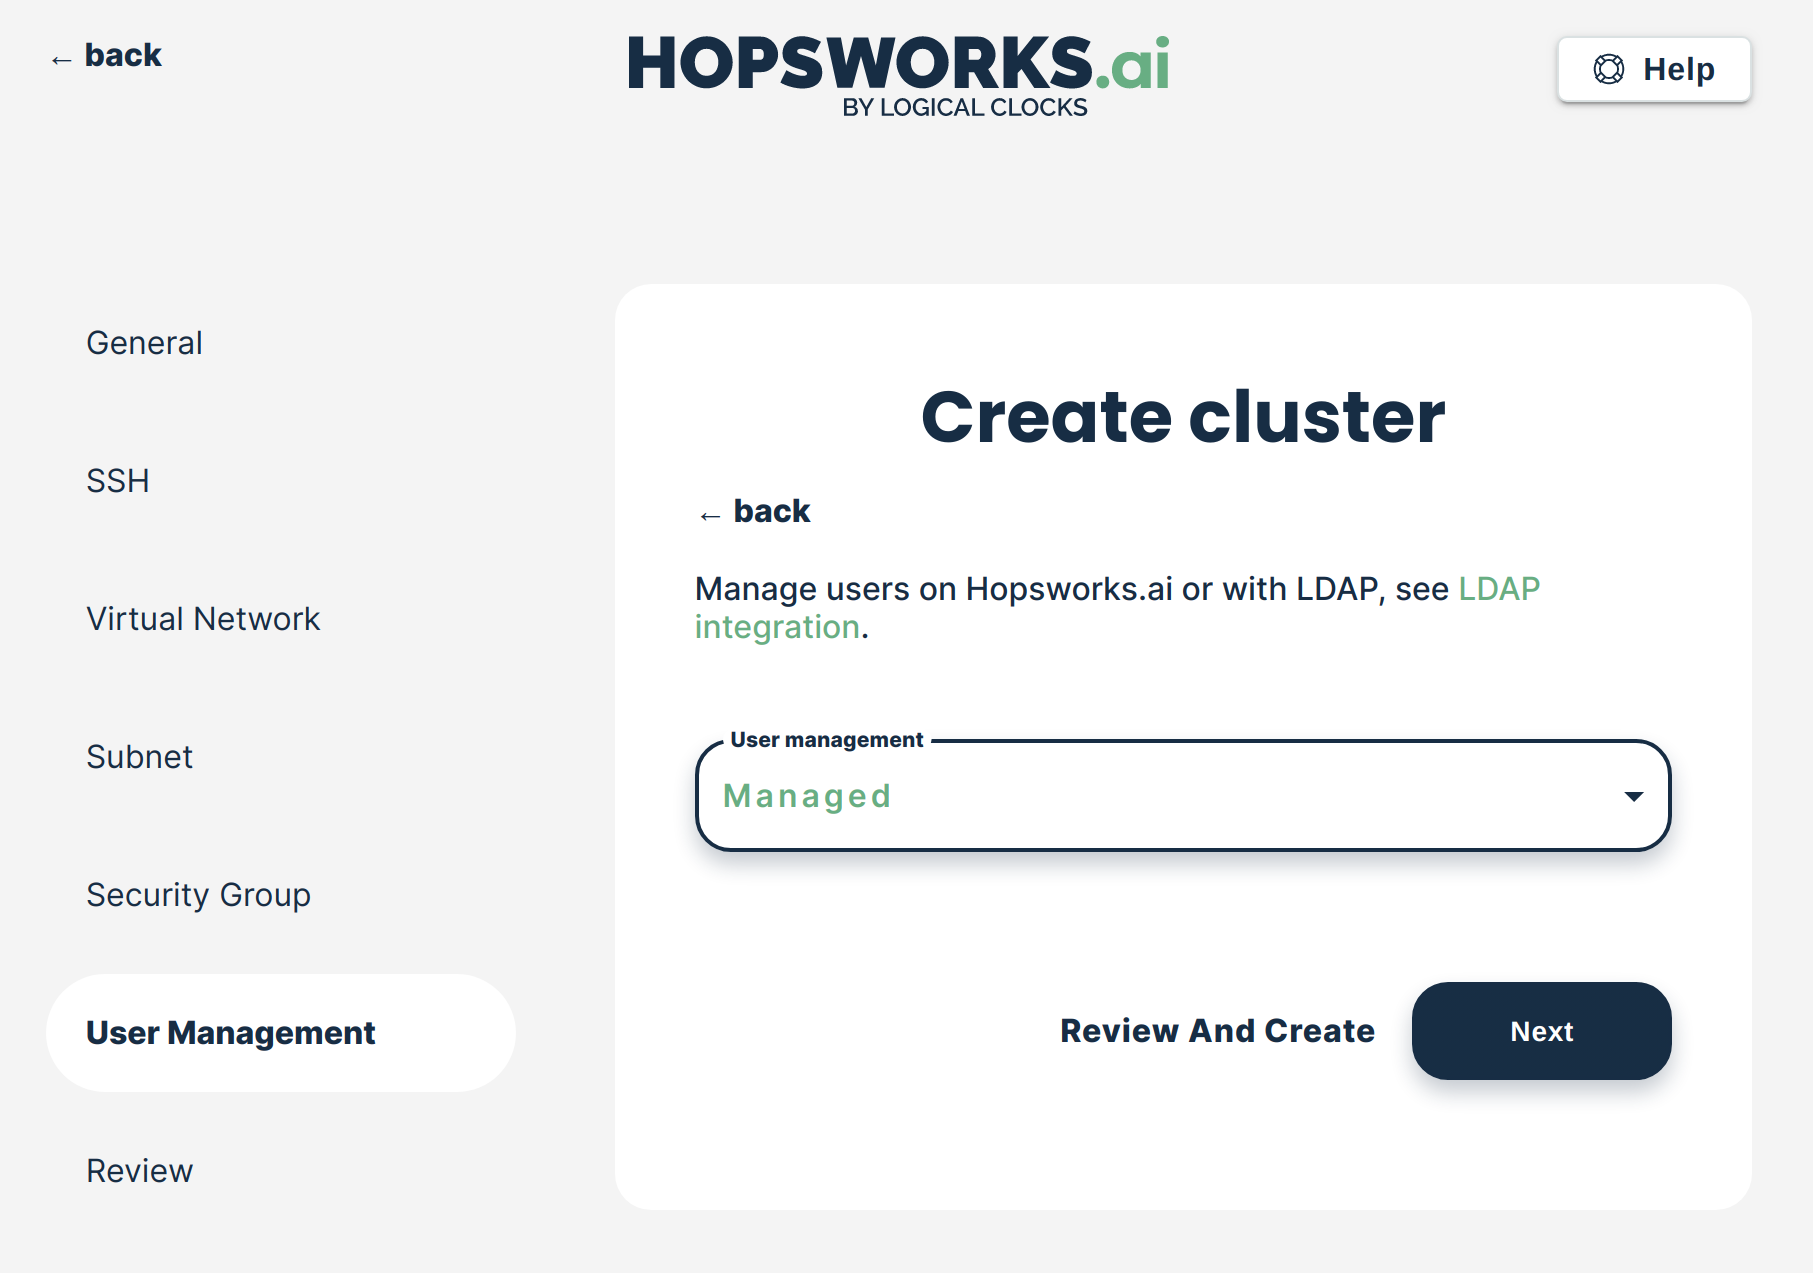 ← back
HOPSWORKS.ai
BY LOGICAL CLOCKS
Help
General
SSH
Virtual Network
Subnet
Security Group
User Management
Review
Create cluster
← back
Manage users on Hopsworks.ai or with LDAP, see LDAP
integration.
User management
Managed
Review And Create
Next